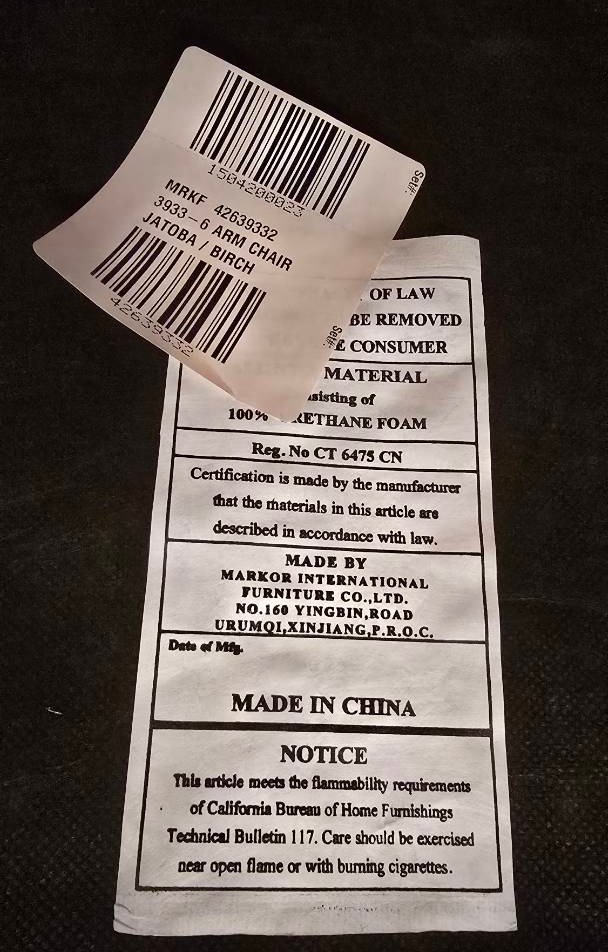 1504200023
Set#:
MRKF 42639332
3933-6 ARM CHAIR
JATOBA / BIRCH
42639332
Set#:
OF LAW
BE REMOVED
CONSUMER
MATERIAL
of
100%
FOAM
Reg. No CT 6475 CN
Certification is made by the manufacturer
that the materials in this article are
described in accordance with law.
MADE BY
MARKOR INTERNATIONAL
FURNITURE CO.,LTD.
NO.160 YINGBIN,ROAD
URUMQI,XINJIANG,P.R.O.C.
Date of Mfg.
MADE IN CHINA
NOTICE
This article meets the flammability requirements
of California Bureau of Home Furnishings
Technical Bulletin 117. Care should be exercised
near open flame or with burning cigarettes.